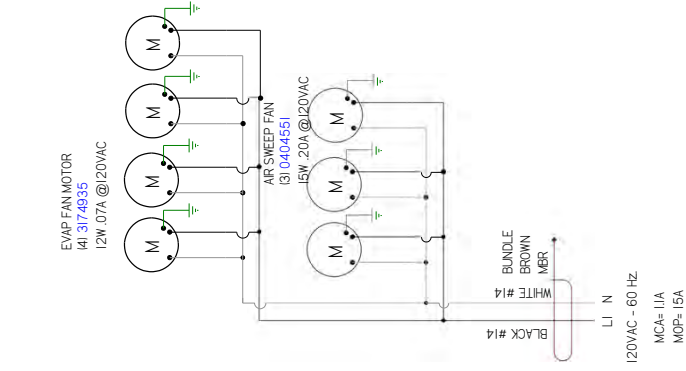 EVAP FAN MOTOR
(4) 3174935
12W .07A @120VAC
M
M
M
M
AIR SWEEP FAN
(3) 0404551
15W .20A @120VAC
M
M
M
BUNDLE
BROWN
MBR
WHITE #14
BLACK #14
L1 N
120VAC - 60 Hz.
MCA= 1.1A
MOP= 15A